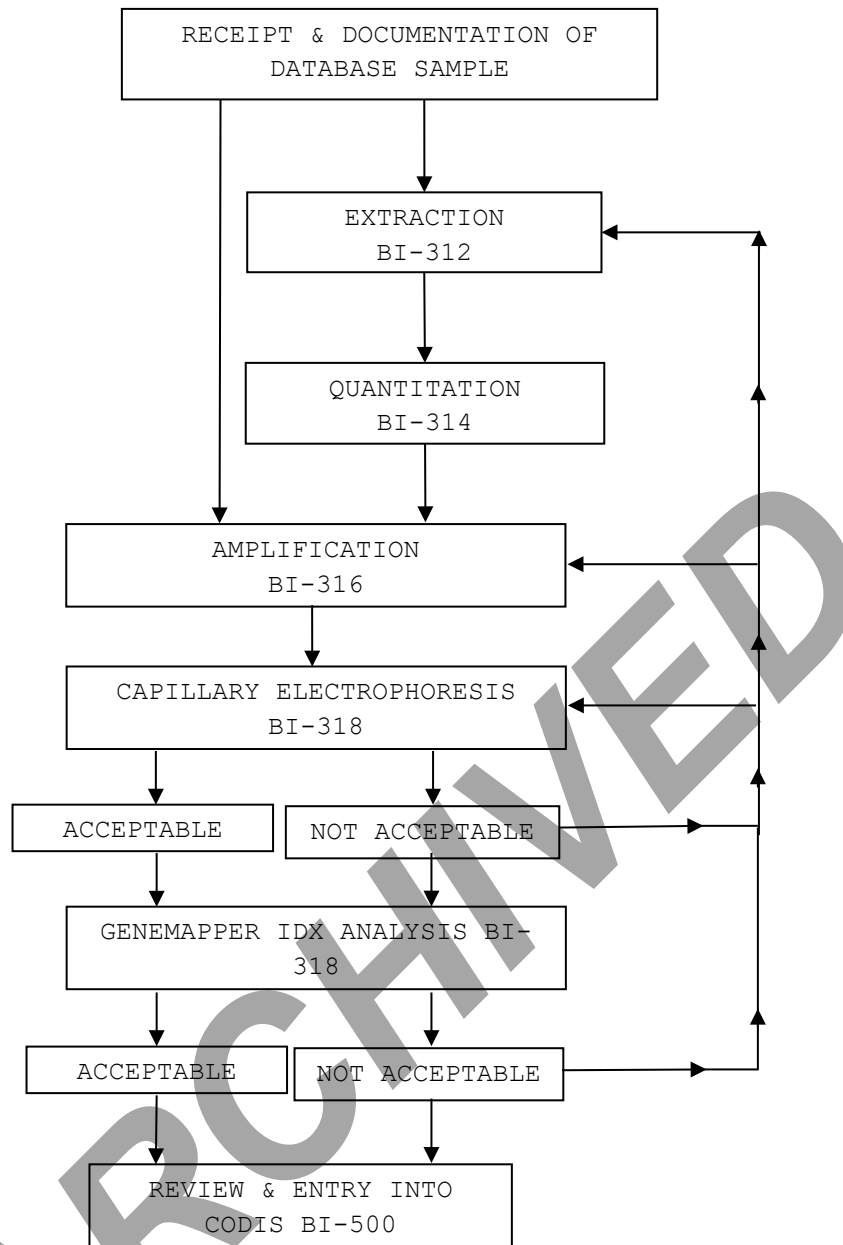 RECEIPT & DOCUMENTATION OF
DATABASE SAMPLE
EXTRACTION
BI-312
QUANTITATION
BI-314
AMPLIFICATION
BI-316
CAPILLARY ELECTROPHORESIS
BI-318
ACCEPTABLE
NOT ACCEPTABLE
GENEMAPPER IDX ANALYSIS BI-
318
ACCEPTABLE
NOT ACCEPTABLE
REVIEW & ENTRY INTO
CODIS BI-500
ARCHIVED